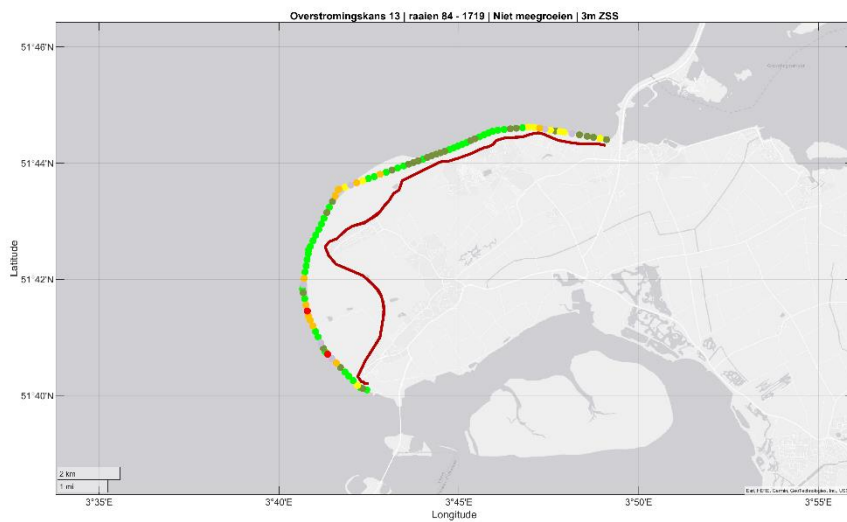 Overstromingskans 13 | raaien 84 - 1719 | Niet meegroeien | 3m ZSS
51°46'N
51°44'N
51°42'N
51°40'N
Latitude
2 km
1 mi
3°35'E
3°40'E
3°45'E
3°50'E
3°55'E
Longitude